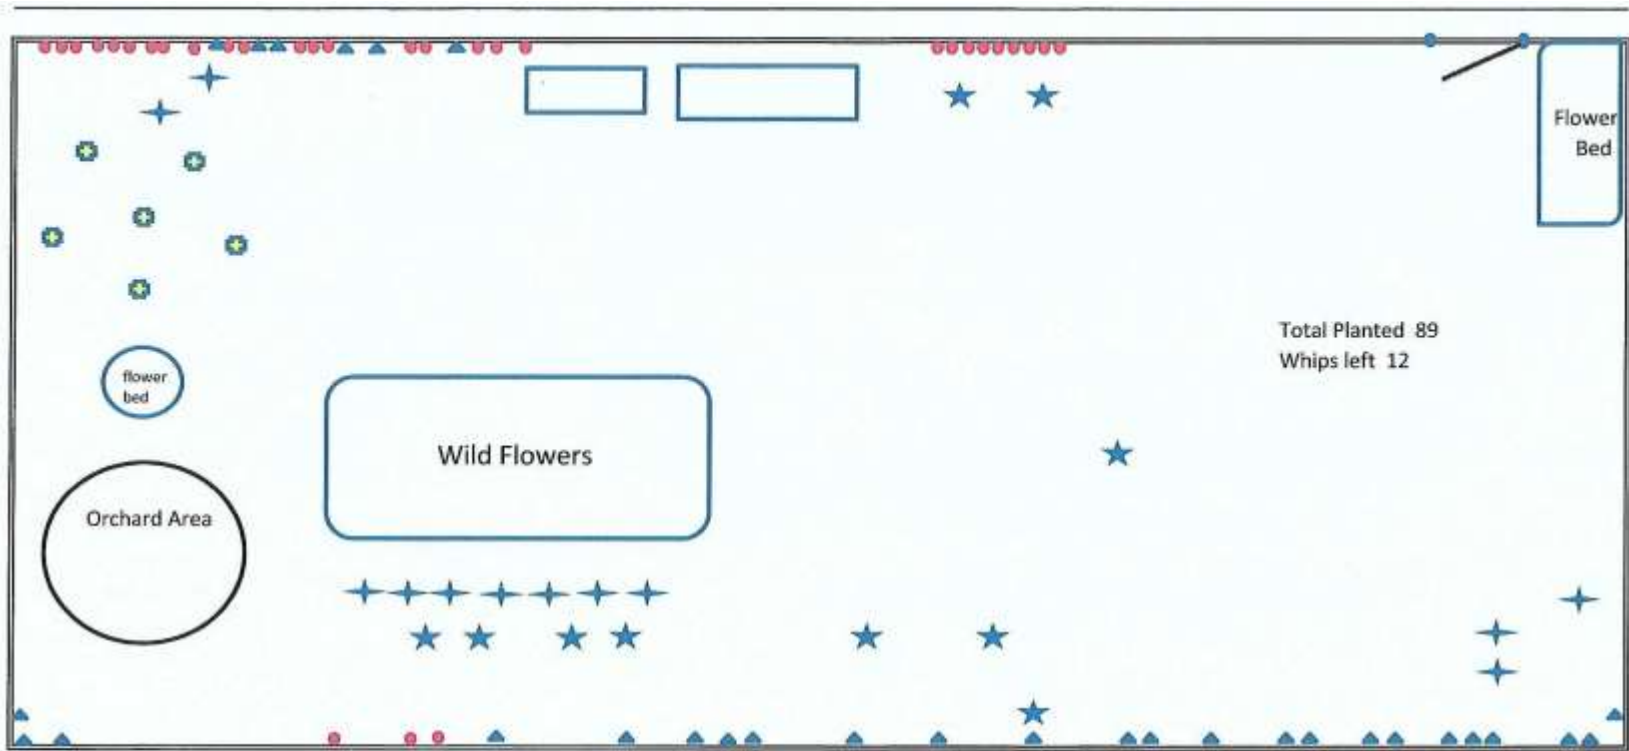 Flower
Bed
Total Planted 89
Whips left 12
flower
bed
Wild Flowers
Orchard Area